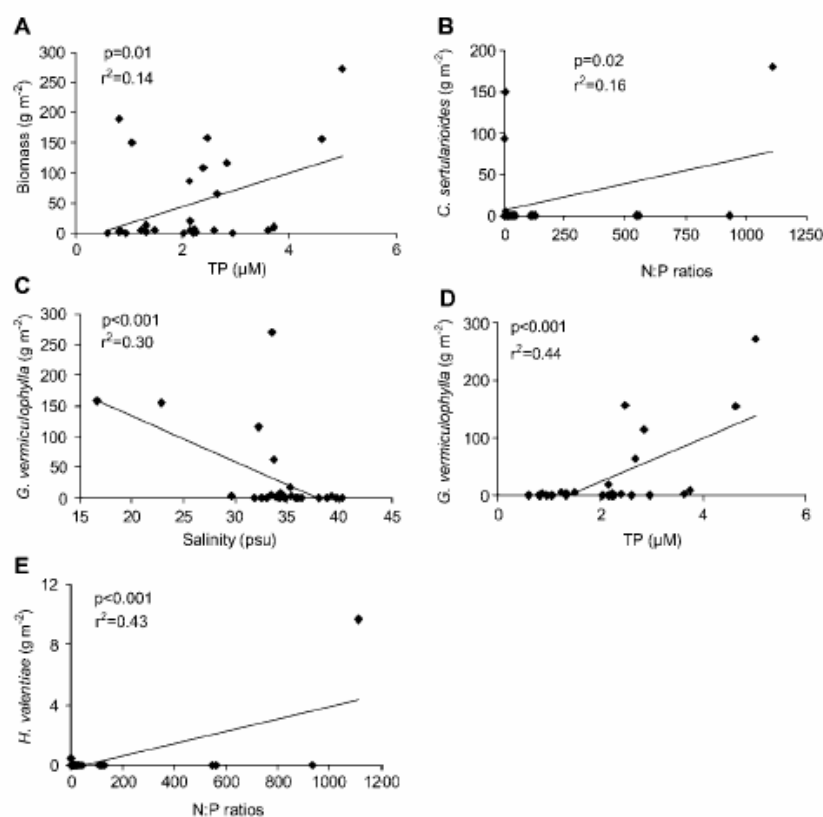 A
p=0.01
r²=0.14
Biomass (g m⁻²)
300
250
200
150
100
50
0
0 2 4 6
TP (µM)
B
p=0.02
r²=0.16
C. sertularioides (g m⁻²)
200
150
100
50
0
0 250 500 750 1000 1250
N:P ratios
C
p<0.001
r²=0.30
G. vermiculophylla (g m⁻²)
300
250
200
150
100
50
0
15 20 25 30 35 40 45
Salinity (psu)
D
p<0.001
r²=0.44
G. vermiculophylla (g m⁻²)
300
200
100
0
0 2 4 6
TP (µM)
E
p<0.001
r²=0.43
H. valentiae (g m⁻²)
12
8
4
0
0 200 400 600 800 1000 1200
N:P ratios